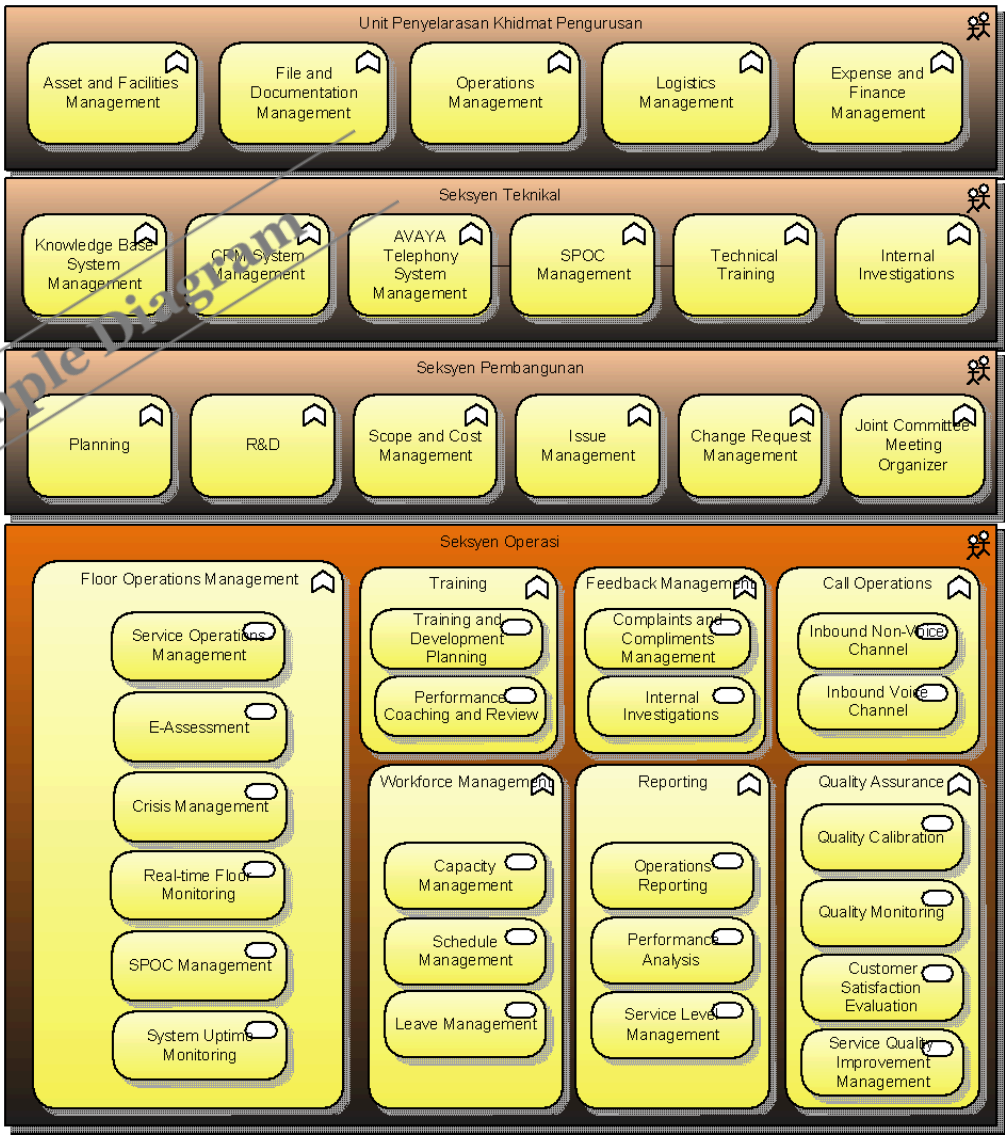 Unit Penyelarasan Khidmat Pengurusan
Asset and Facilities
Management
File and
Documentation
Management
Operations
Management
Logistics
Management
Expense and
Finance
Management
Seksyen Teknikal
Knowledge Base
System
Management
CRM System
Management
AVAYA
Telephony
System
Management
SPOC
Management
Technical
Training
Internal
Investigations
Seksyen Pembangunan
Planning
R&D
Scope and Cost
Management
Issue
Management
Change Request
Management
Joint Committee
Meeting
Organizer
Diagram
Seksyen Operasi
Floor Operations Management
Service Operations
Management
E-Assessment
Crisis Management
Real-time Floor
Monitoring
SPOC Management
System Uptime
Monitoring
Training
Training and
Development
Planning
Performance
Coaching and Review
Feedback Management
Complaints and
Compliments
Management
Internal
Investigations
Call Operations
Inbound Non-Voice
Channel
Inbound Voice
Channel
Workforce Management
Capacity
Management
Schedule
Management
Leave Management
Reporting
Operations
Reporting
Performance
Analysis
Service Level
Management
Quality Assurance
Quality Calibration
Quality Monitoring
Customer
Satisfaction
Evaluation
Service Quality
Improvement
Management